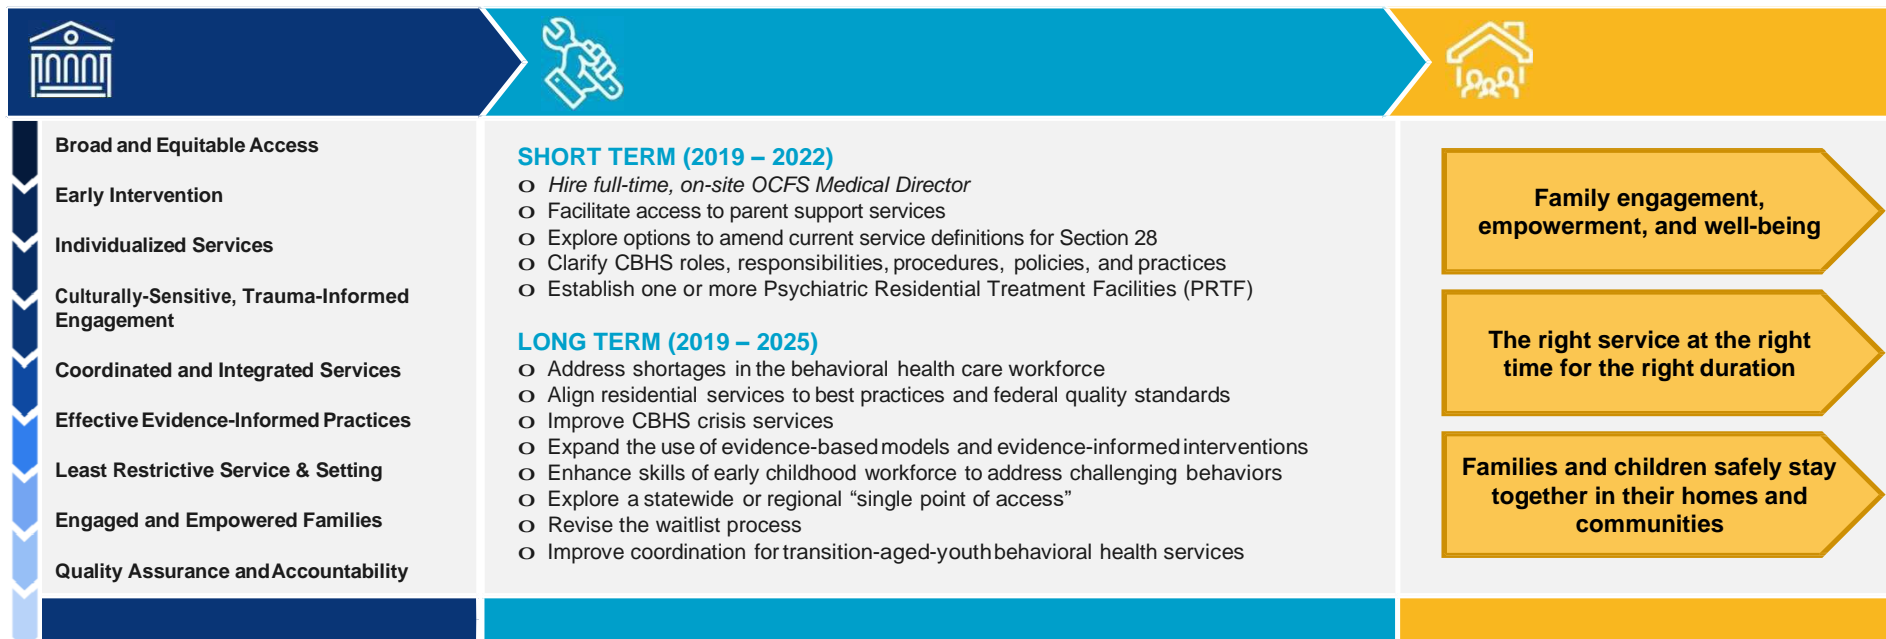 Broad and Equitable Access
Early Intervention
Individualized Services
Culturally-Sensitive, Trauma-Informed
Engagement
Coordinated and Integrated Services
Effective Evidence-Informed Practices
Least Restrictive Service & Setting
Engaged and Empowered Families
Quality Assurance and Accountability
SHORT TERM (2019 – 2022)
o Hire full-time, on-site OCFS Medical Director
o Facilitate access to parent support services
o Explore options to amend current service definitions for Section 28
o Clarify CBHS roles, responsibilities, procedures, policies, and practices
o Establish one or more Psychiatric Residential Treatment Facilities (PRTF)
LONG TERM (2019 – 2025)
o Address shortages in the behavioral health care workforce
o Align residential services to best practices and federal quality standards
o Improve CBHS crisis services
o Expand the use of evidence-based models and evidence-informed interventions
o Enhance skills of early childhood workforce to address challenging behaviors
o Explore a statewide or regional “single point of access”
o Revise the waitlist process
o Improve coordination for transition-aged-youth behavioral health services
Family engagement,
empowerment, and well-being
The right service at the right
time for the right duration
Families and children safely stay
together in their homes and
communities